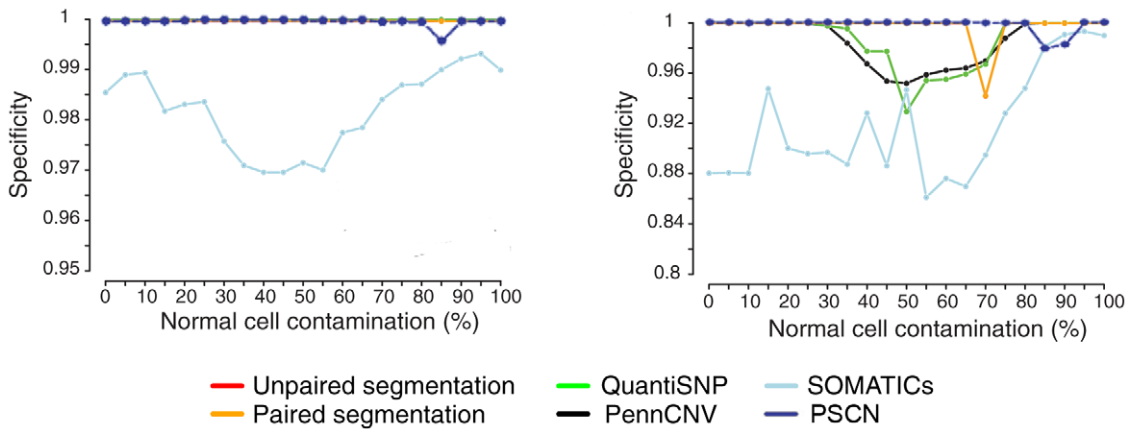 1
0.99
0.98
0.97
0.96
0.95
Specificity
0 10 20 30 40 50 60 70 80 90 100
Normal cell contamination (%)
1
0.96
0.92
0.88
0.84
0.8
Specificity
0 10 20 30 40 50 60 70 80 90 100
Normal cell contamination (%)
Unpaired segmentation QuantiSNP SOMATICs
Paired segmentation PennCNV PSCN